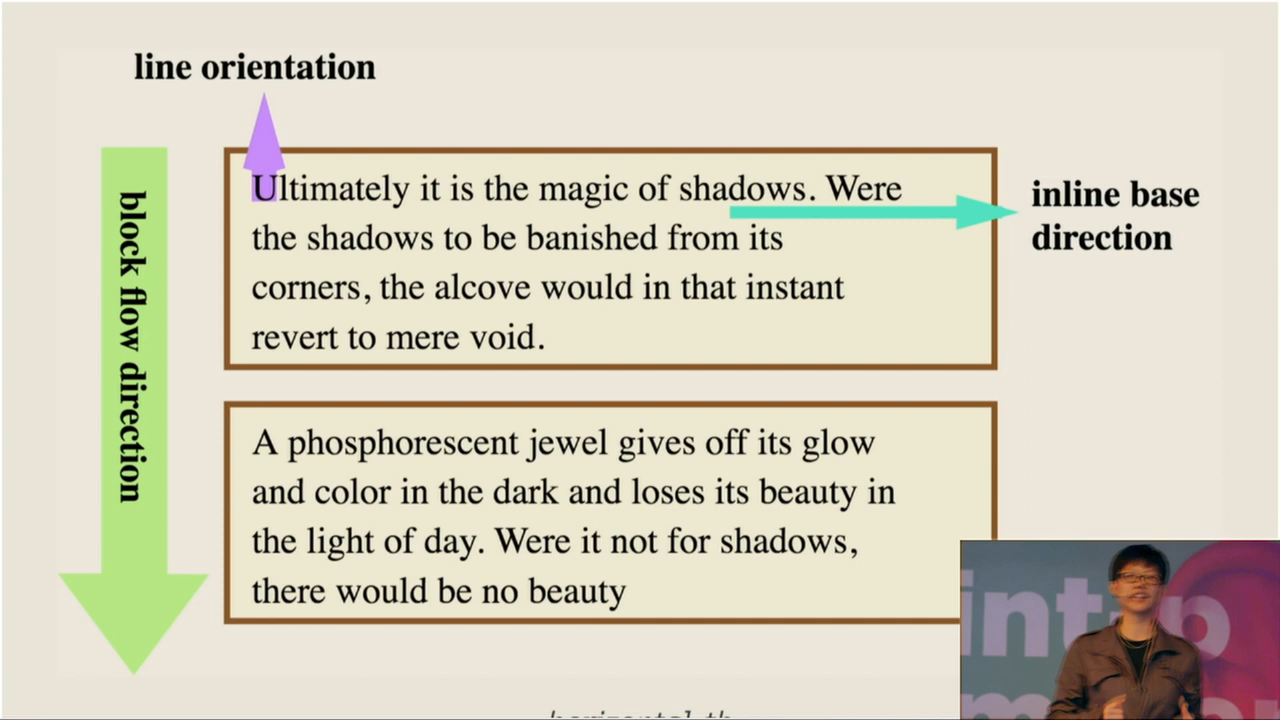 line orientation
block flow direction
Ultimately it is the magic of shadows. Were
the shadows to be banished from its
corners, the alcove would in that instant
revert to mere void.
inline base
direction
A phosphorescent jewel gives off its glow
and color in the dark and loses its beauty in
the light of day. Were it not for shadows,
there would be no beauty